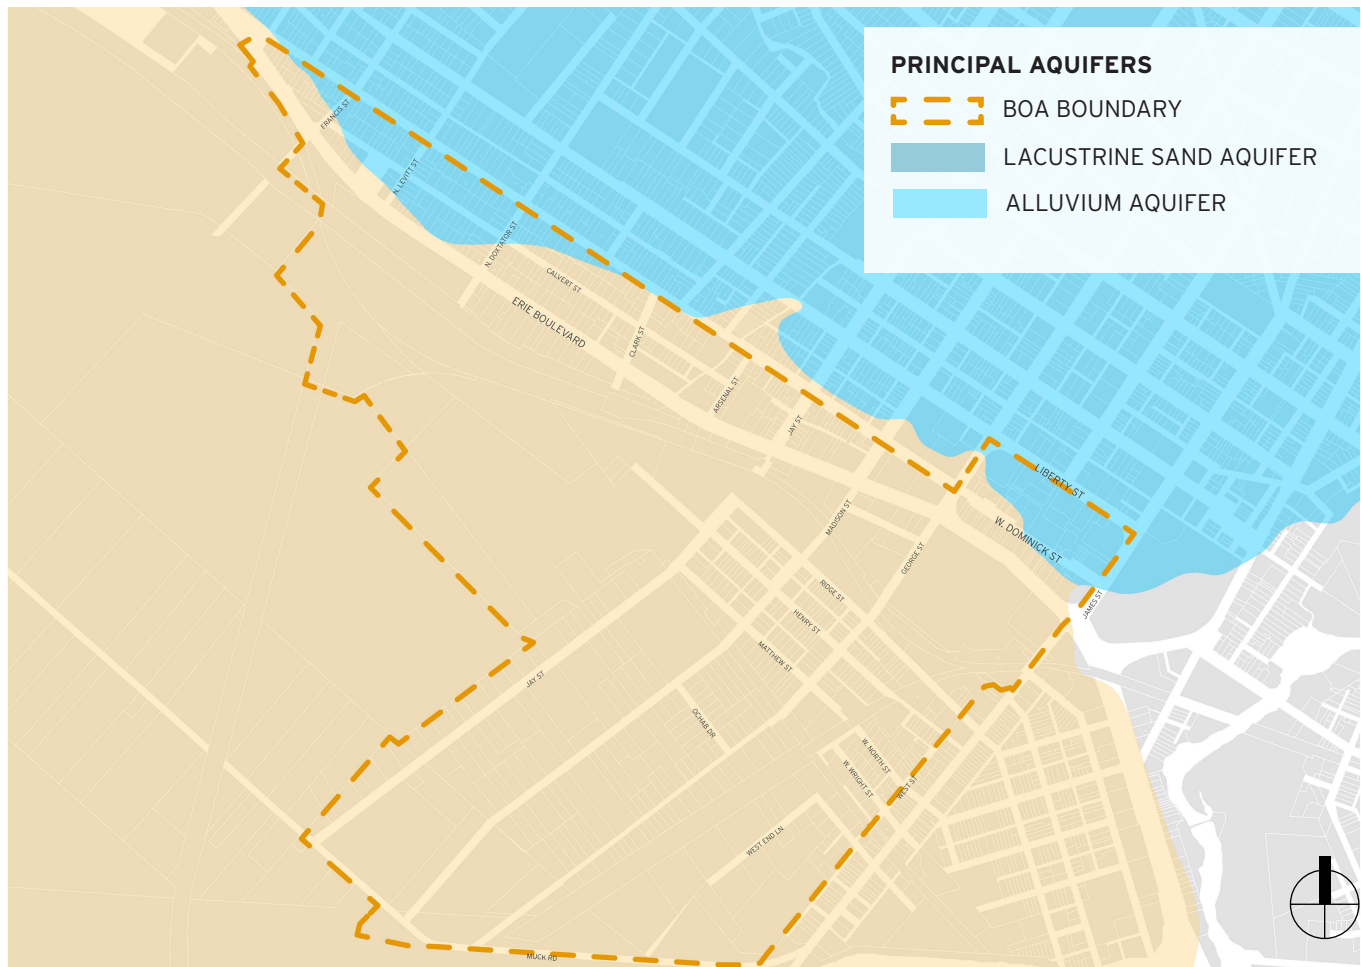 PRINCIPAL AQUIFERS
BOA BOUNDARY
LACUSTRINE SAND AQUIFER
ALLUVIUM AQUIFER
FRANCIS ST
N. LEVITT ST
N. DOXTATOR ST
CALVERT ST
ERIE BOULEVARD
CLARK ST
ARSENAL ST
JAY ST
LIBERTY ST
MADISON ST
W. DOMINICK ST
GEORGE ST
RIDGE ST
JAMES ST
HENRY ST
MATTHEW ST
JAY ST
OCHAB DR
W. NORTH ST
W. WRIGHT ST
WEST ST
WEST END LN
MUCK RD